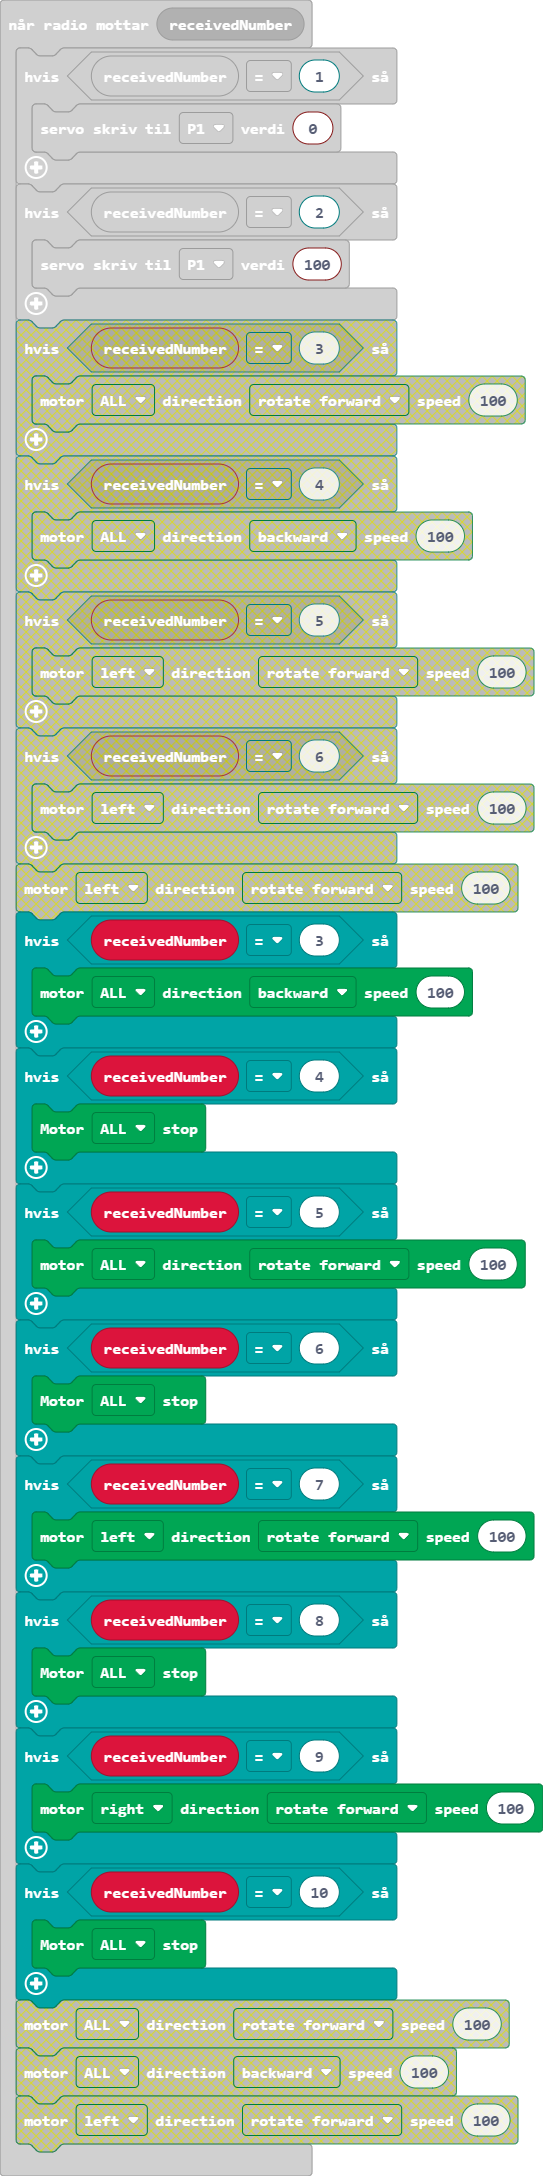 når radio mottar receivedNumber
hvis receivedNumber = 1 så
servo skriv til P1 verdi 0
hvis receivedNumber = 2 så
servo skriv til P1 verdi 100
hvis receivedNumber = 3 så
motor ALL direction rotate forward speed 100
hvis receivedNumber = 4 så
motor ALL direction backward speed 100
hvis receivedNumber = 5 så
motor left direction rotate forward speed 100
hvis receivedNumber = 6 så
motor left direction rotate forward speed 100
motor left direction rotate forward speed 100
hvis receivedNumber = 3 så
motor ALL direction backward speed 100
hvis receivedNumber = 4 så
Motor ALL stop
hvis receivedNumber = 5 så
motor ALL direction rotate forward speed 100
hvis receivedNumber = 6 så
Motor ALL stop
hvis receivedNumber = 7 så
motor left direction rotate forward speed 100
hvis receivedNumber = 8 så
Motor ALL stop
hvis receivedNumber = 9 så
motor right direction rotate forward speed 100
hvis receivedNumber = 10 så
Motor ALL stop
motor ALL direction rotate forward speed 100
motor ALL direction backward speed 100
motor left direction rotate forward speed 100